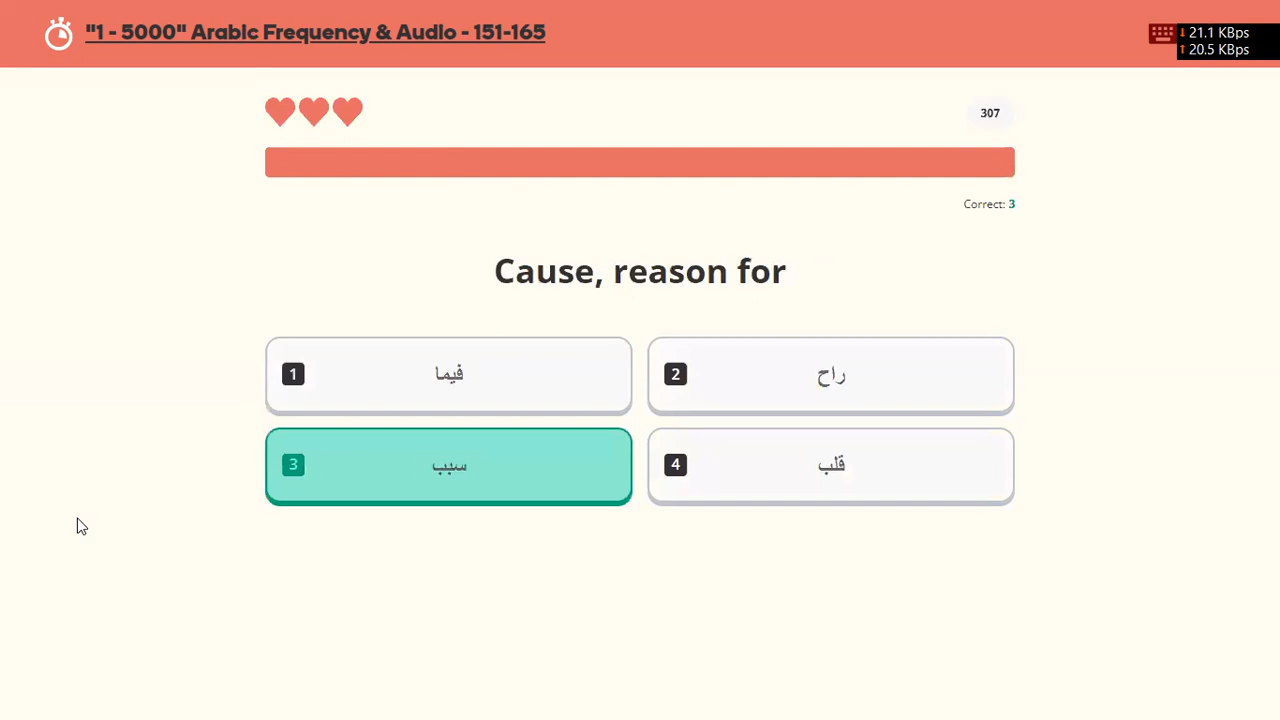 "1 - 5000" Arabic Frequency & Audio - 151-165
↓ 21.1 KBps
↑ 20.5 KBps
307
Correct: 3
Cause, reason for
1 فيما
2 راح
3 سبب
4 قلب